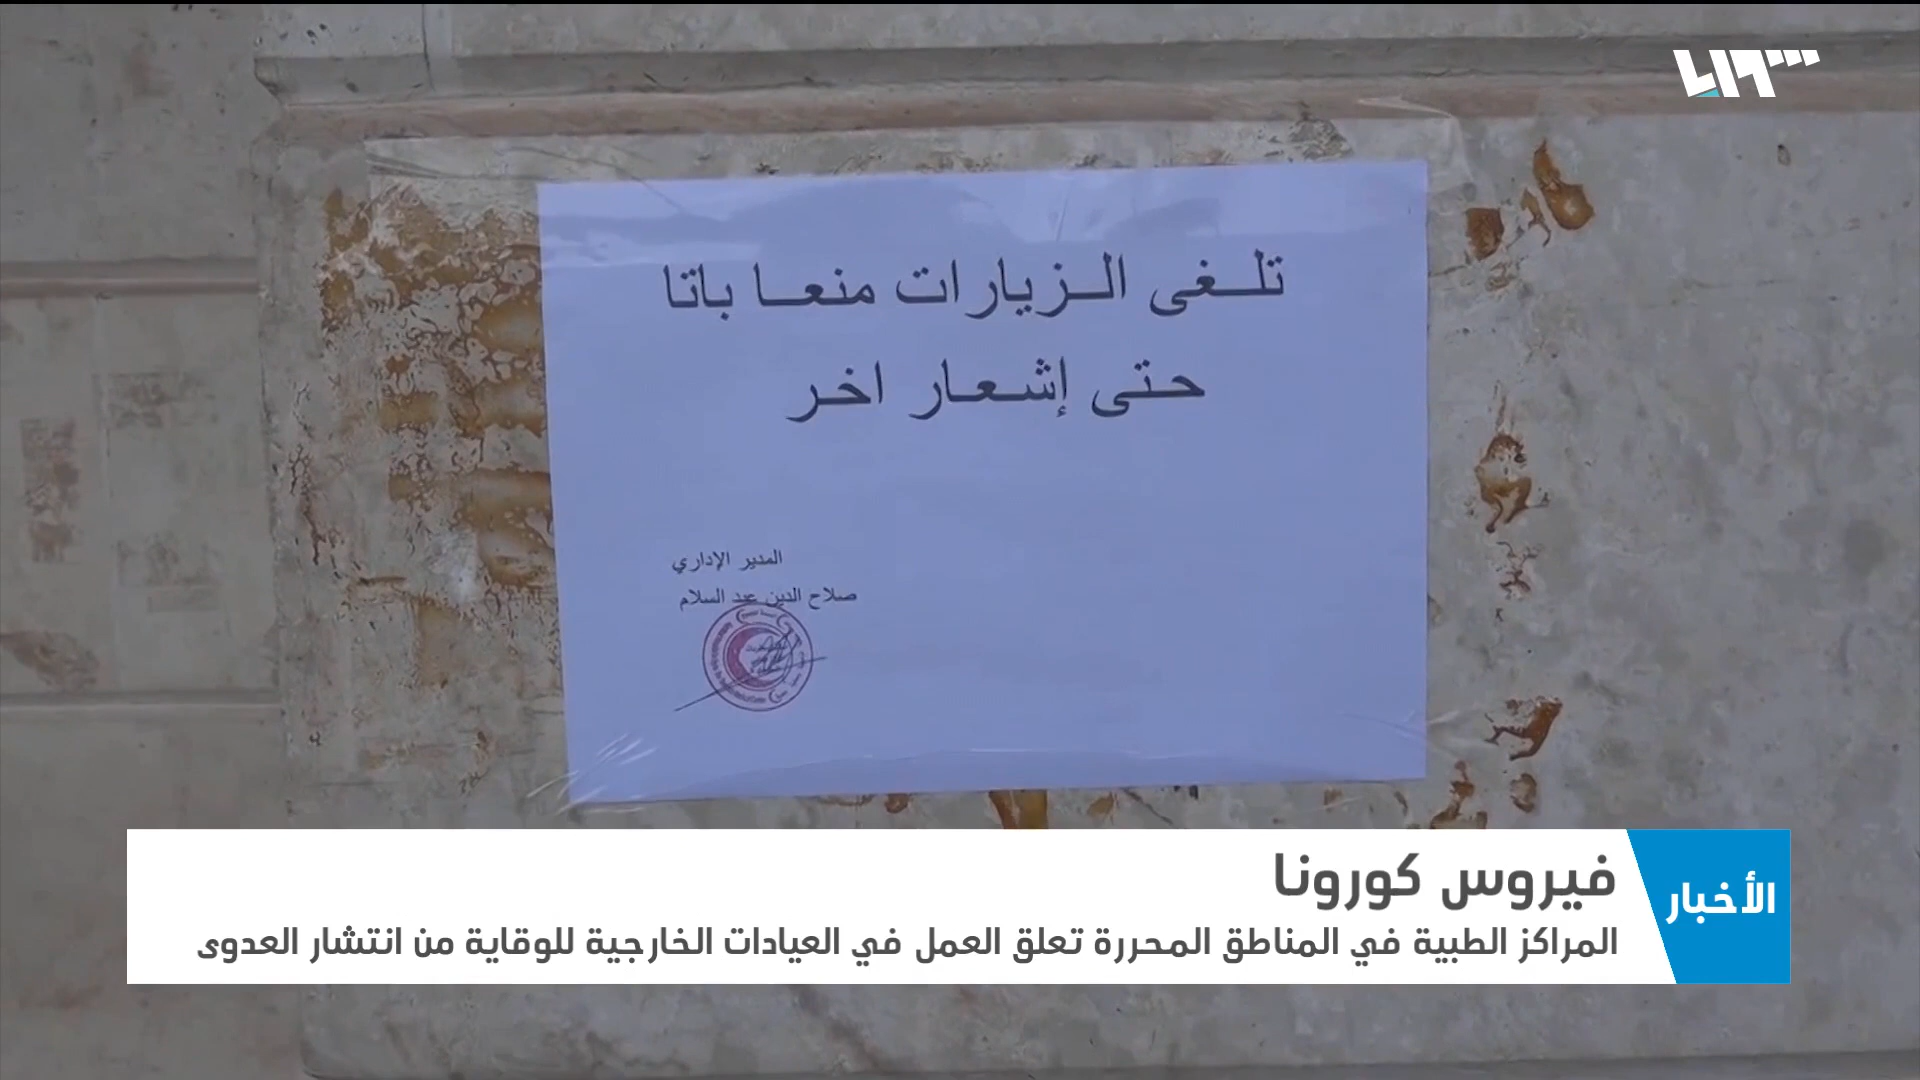 سوريا
تلغى الزيارات منعا باتا
حتى إشعار اخر
المدير الإداري
صلاح الدين عبد السلام
الأخبار
فيروس كورونا
المراكز الطبية في المناطق المحررة تعلق العمل في العيادات الخارجية للوقاية من انتشار العدوى